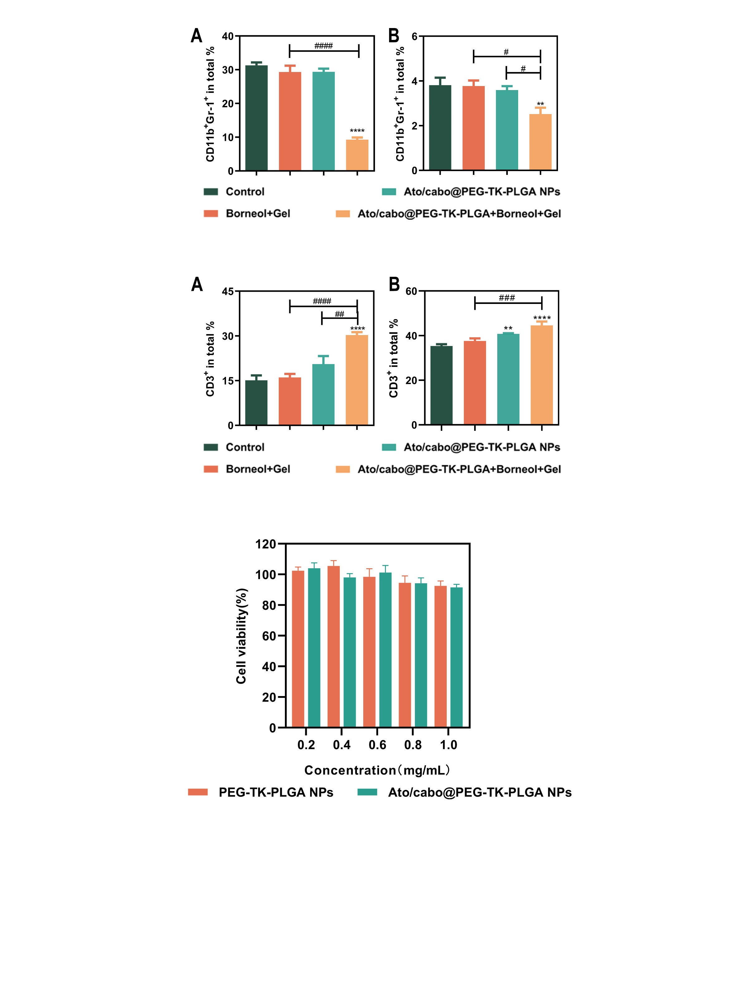 A
B
CD11b+Gr-1+ in total %
40
30
20
10
0
####
****
CD11b+Gr-1+ in total %
6
4
2
0
#
#
**
Control
Ato/cabo@PEG-TK-PLGA NPs
Borneol+Gel
Ato/cabo@PEG-TK-PLGA+Borneol+Gel
A
B
CD3+ in total %
45
30
15
0
####
##
****
CD3+ in total %
60
40
20
0
###
**
****
Control
Ato/cabo@PEG-TK-PLGA NPs
Borneol+Gel
Ato/cabo@PEG-TK-PLGA+Borneol+Gel
Cell viability(%)
120
100
80
60
40
20
0
0.2 0.4 0.6 0.8 1.0
Concentration(mg/mL)
PEG-TK-PLGA NPs
Ato/cabo@PEG-TK-PLGA NPs